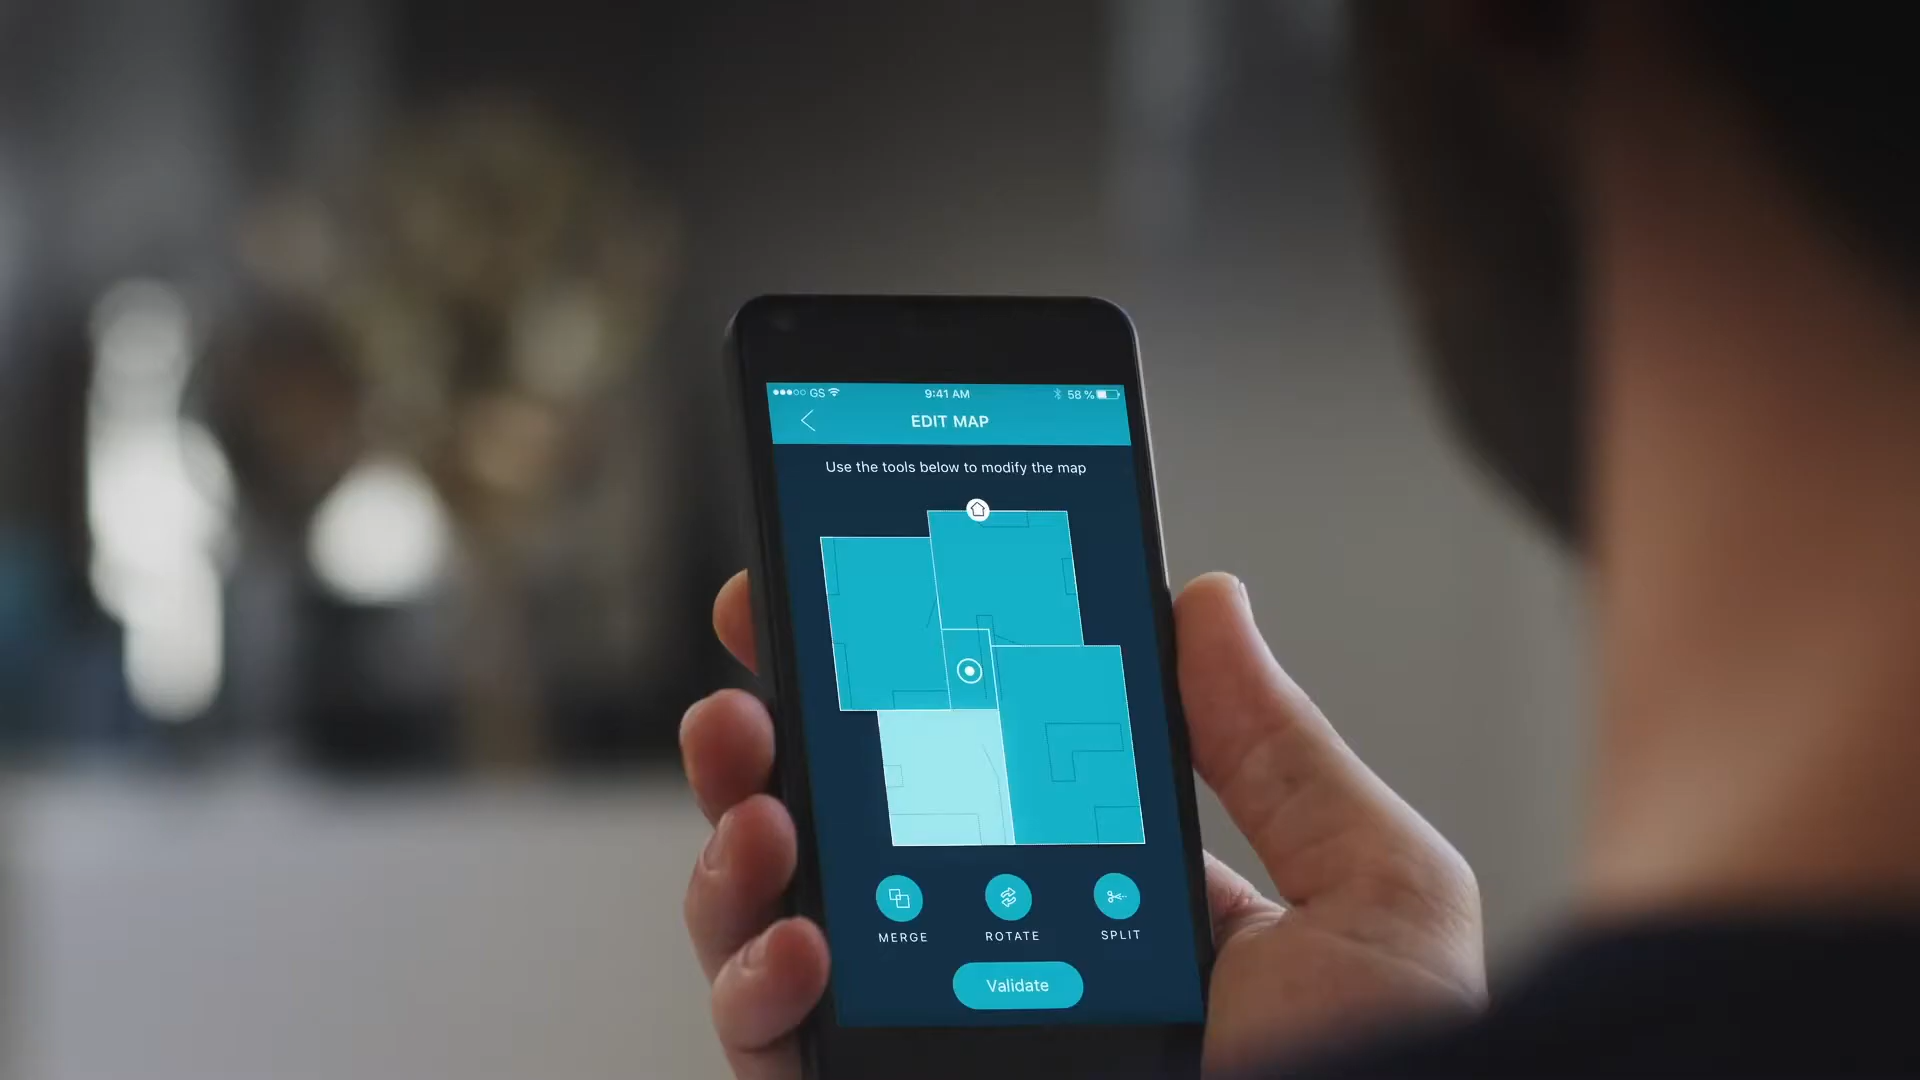 GS 9:41 AM 58 %
EDIT MAP
Use the tools below to modify the map
MERGE ROTATE SPLIT
Validate